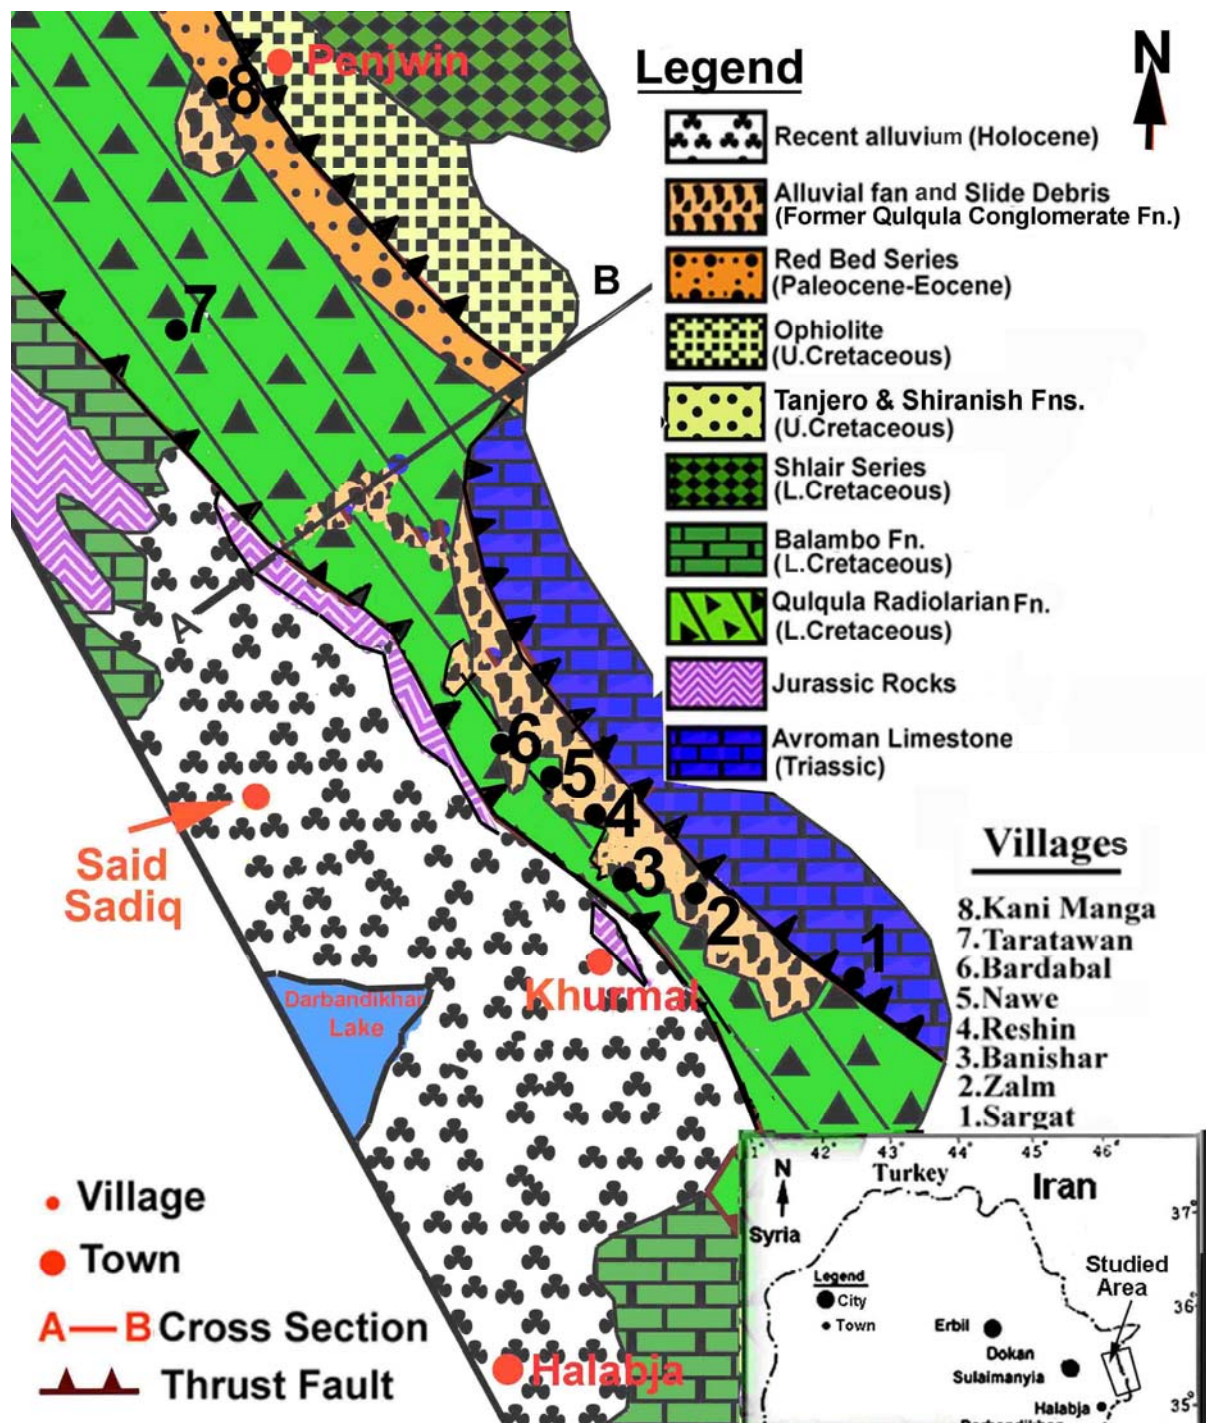 Penjwin
8
Legend
N
Recent alluvium (Holocene)
Alluvial fan and Slide Debris
(Former Qulqula Conglomerate Fn.)
Red Bed Series
(Paleocene-Eocene)
B
7
Ophiolite
(U.Cretaceous)
Tanjero & Shiranish Fns.
(U.Cretaceous)
Shlair Series
(L.Cretaceous)
Balambo Fn.
(L.Cretaceous)
Qulqula Radiolarian Fn.
(L.Cretaceous)
A
Jurassic Rocks
Avroman Limestone
(Triassic)
6
5
4
3
2
1
Said
Sadiq
Khurmal
Darbandikhan
Lake
Villages
8.Kani Manga
7.Taratawan
6.Bardabal
5.Nawe
4.Reshin
3.Banishar
2.Zalm
1.Sargat
Village
Town
A—B Cross Section
Thrust Fault
Halabja
42° 43° 44° 45° 46°
N
Turkey
Iran
Syria
37°
Legend
City
Town
Studied
Area
36°
Erbil
Dokan
Sulaimanyia
Halabja
35°